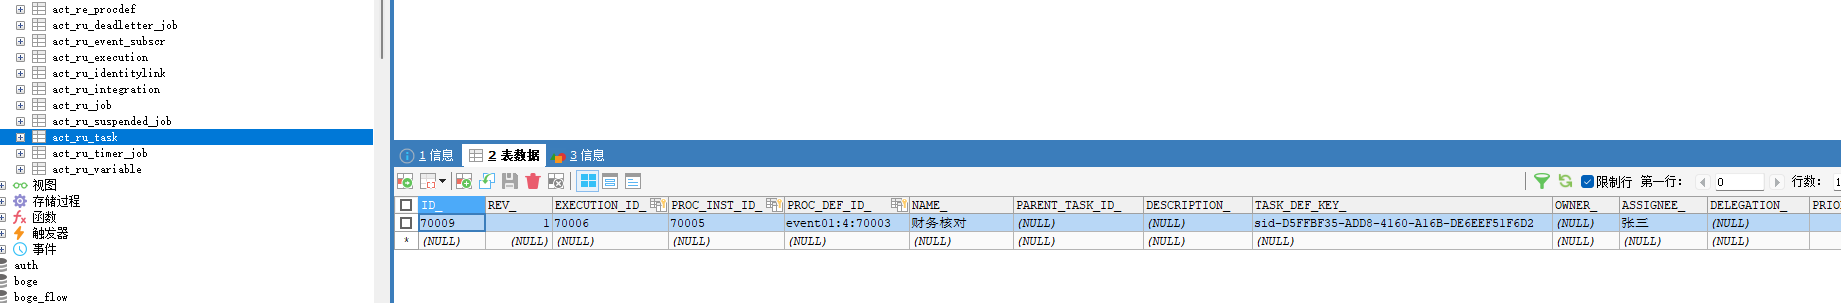 act_re_procdef
act_ru_deadletter_job
act_ru_event_subscr
act_ru_execution
act_ru_identitylink
act_ru_integration
act_ru_job
act_ru_suspended_job
act_ru_task
act_ru_timer_job
act_ru_variable
视图
存储过程
函数
触发器
事件
auth
boge
boge_flow
1 信息 2 表数据 3 信息
限制行 第一行: 0 行数: 1
ID_ REV_ EXECUTION_ID_ PROC_INST_ID_ PROC_DEF_ID_ NAME_ PARENT_TASK_ID_ DESCRIPTION_ TASK_DEF_KEY_ OWNER_ ASSIGNEE_ DELEGATION_ PRIO
70009 1 70006 70005 event01:4:70003 财务核对 (NULL) (NULL) sid-D5FFBF35-ADD8-4160-A16B-DE6EEF51F6D2 (NULL) 张三 (NULL)
* (NULL) (NULL) (NULL) (NULL) (NULL) (NULL) (NULL) (NULL) (NULL) (NULL) (NULL) (NULL)